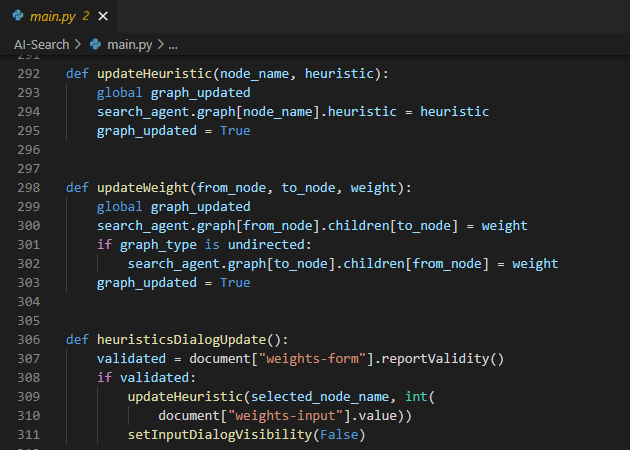 main.py 2 ×
AI-Search > main.py > ...
291
292 def updateHeuristic(node_name, heuristic):
293     global graph_updated
294     search_agent.graph[node_name].heuristic = heuristic
295     graph_updated = True
296
297
298 def updateWeight(from_node, to_node, weight):
299     global graph_updated
300     search_agent.graph[from_node].children[to_node] = weight
301     if graph_type is undirected:
302         search_agent.graph[to_node].children[from_node] = weight
303     graph_updated = True
304
305
306 def heuristicsDialogUpdate():
307     validated = document["weights-form"].reportValidity()
308     if validated:
309         updateHeuristic(selected_node_name, int(
310             document["weights-input"].value))
311         setInputDialogVisibility(False)